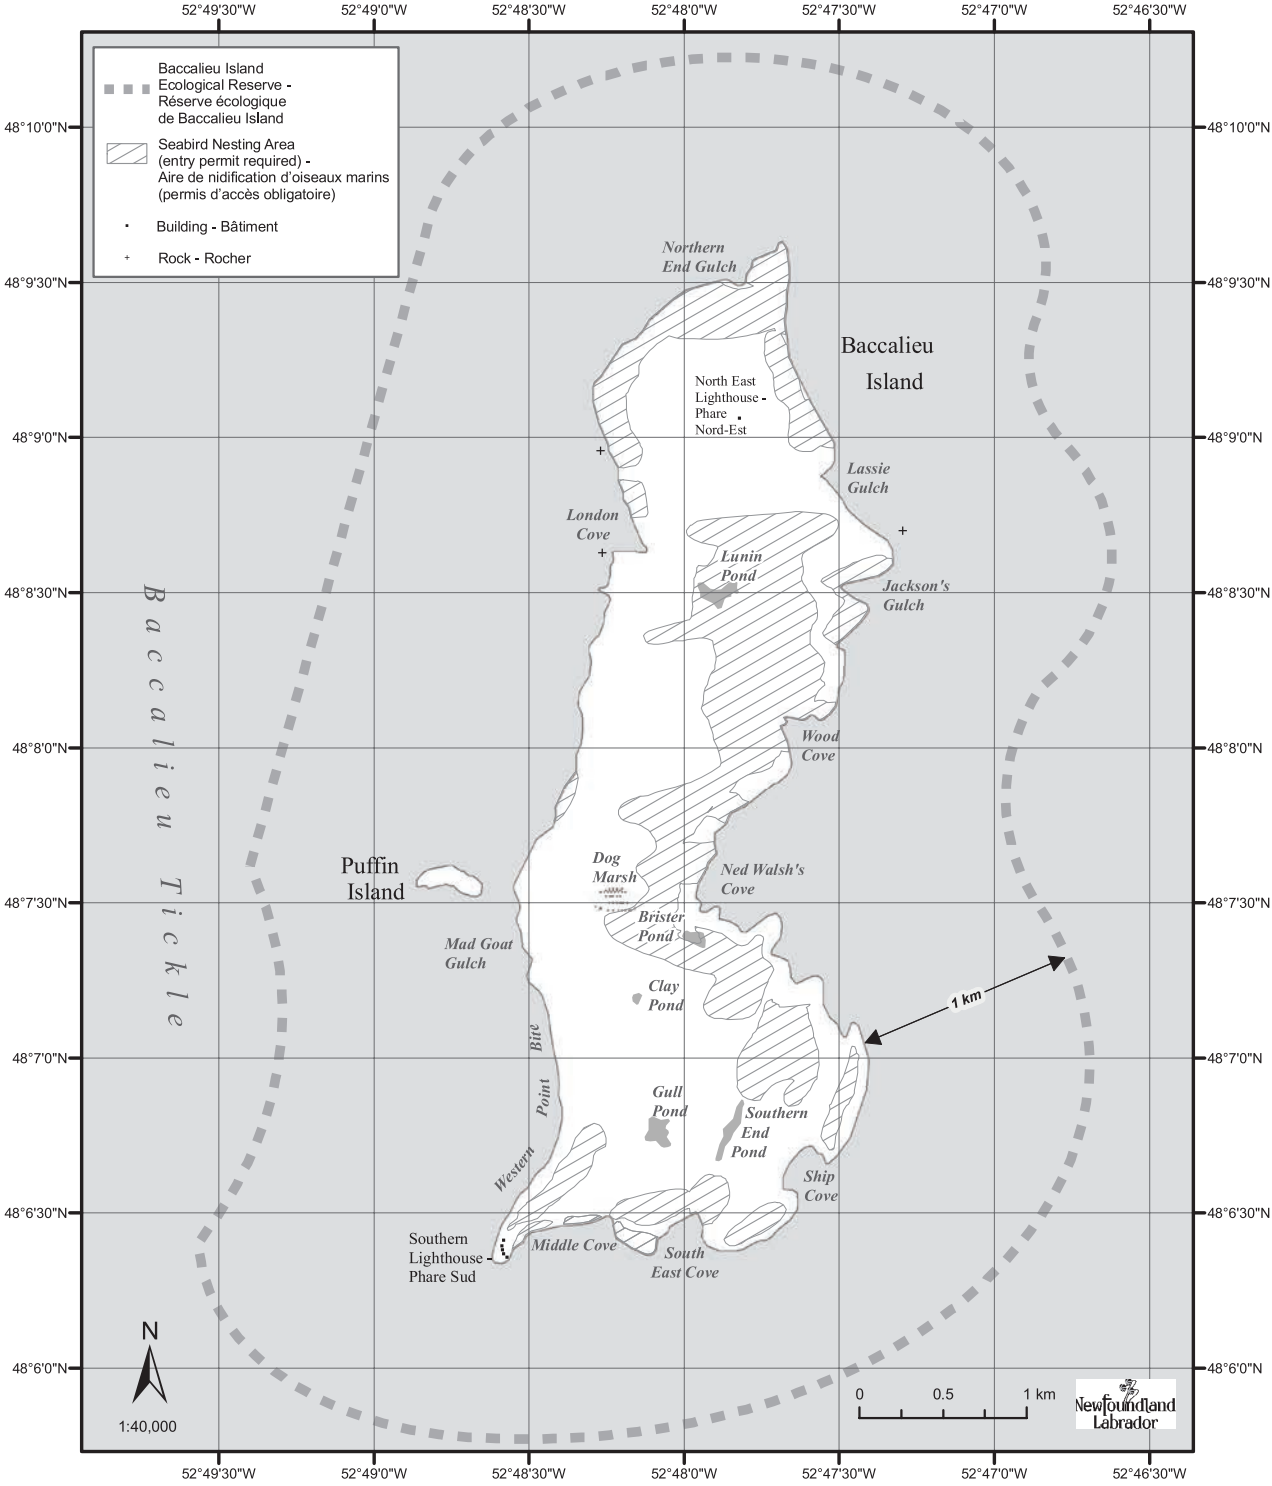 52°49'30"W 52°49'0"W 52°48'30"W 52°48'0"W 52°47'30"W 52°47'0"W 52°46'30"W
Baccalieu Island
Ecological Reserve -
Réserve écologique
de Baccalieu Island
Seabird Nesting Area
(entry permit required) -
Aire de nidification d'oiseaux marins
(permis d'accès obligatoire)
Building - Bâtiment
Rock - Rocher
48°10'0"N 48°10'0"N
Northern
End Gulch
48°9'30"N 48°9'30"N
Baccalieu
Island
North East
Lighthouse -
Phare
Nord-Est
48°9'0"N 48°9'0"N
Lassie
Gulch
London
Cove
Lunin
Pond
Jackson's
Gulch
48°8'30"N 48°8'30"N
Baccalieu Tickle
Wood
Cove
48°8'0"N 48°8'0"N
Puffin
Island
Dog
Marsh
Ned Walsh's
Cove
48°7'30"N 48°7'30"N
Brister
Pond
Mad Goat
Gulch
Clay
Pond
1 km
48°7'0"N 48°7'0"N
Western Point Bite
Gull
Pond
Southern
End
Pond
Ship
Cove
48°6'30"N 48°6'30"N
Southern
Lighthouse -
Phare Sud
Middle Cove
South
East Cove
N
48°6'0"N 48°6'0"N
1:40,000
0 0.5 1 km
Newfoundland
Labrador
52°49'30"W 52°49'0"W 52°48'30"W 52°48'0"W 52°47'30"W 52°47'0"W 52°46'30"W